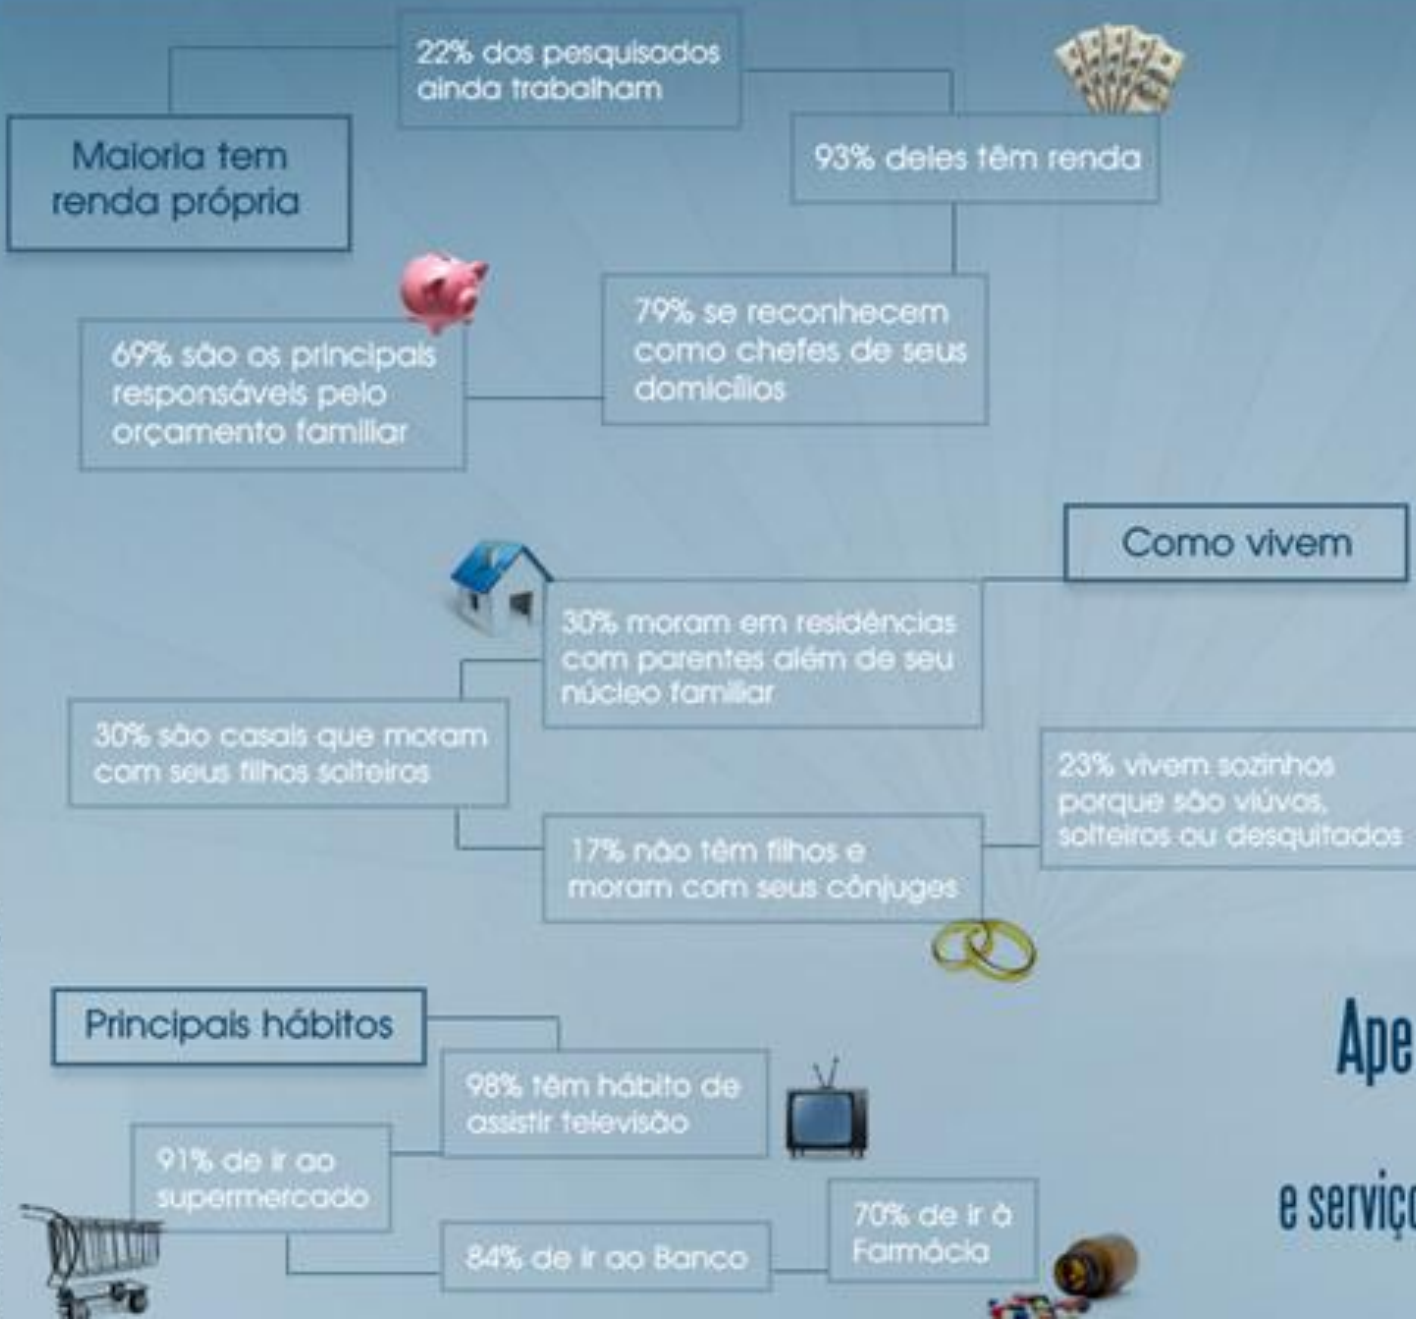 22% dos pesquisados
ainda trabalham
Maioria tem
renda própria
93% deles têm renda
79% se reconhecem
como chefes de seus
domicílios
69% são os principais
responsáveis pelo
orçamento familiar
Como vivem
30% moram em residências
com parentes além de seu
núcleo familiar
30% são casais que moram
com seus filhos solteiros
17% não têm filhos e
moram com seus cônjuges
23% vivem sozinhos
porque são viúvos,
solteiros ou desquitados
Principais hábitos
98% têm hábito de
assistir televisão
91% de ir ao
supermercado
84% de ir ao Banco
70% de ir à
Farmácia
Ape
e serviço